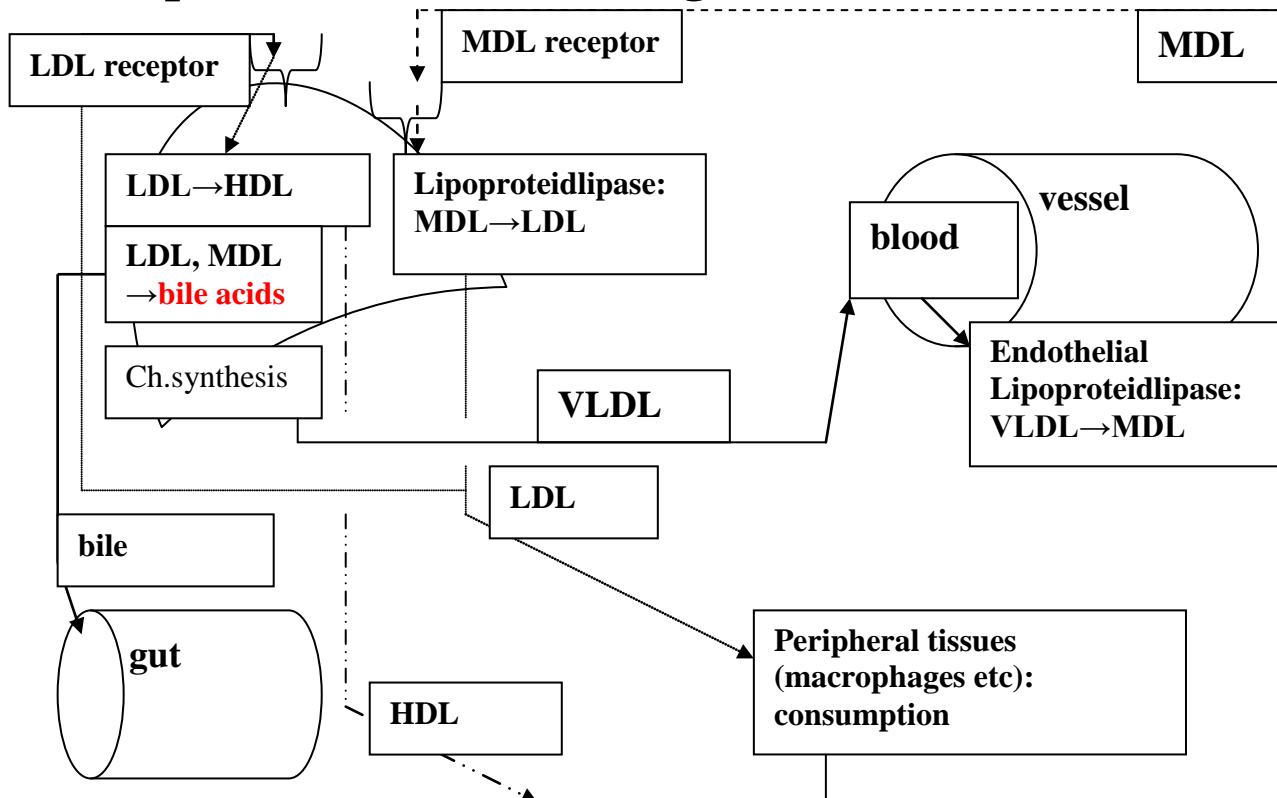 LDL receptor
MDL receptor
MDL
LDL→HDL
Lipoproteidlipase:
MDL→LDL
vessel
blood
LDL, MDL
→bile acids
Endothelial
Lipoproteidlipase:
VLDL→MDL
Ch.synthesis
VLDL
LDL
bile
gut
Peripheral tissues
(macrophages etc):
consumption
HDL